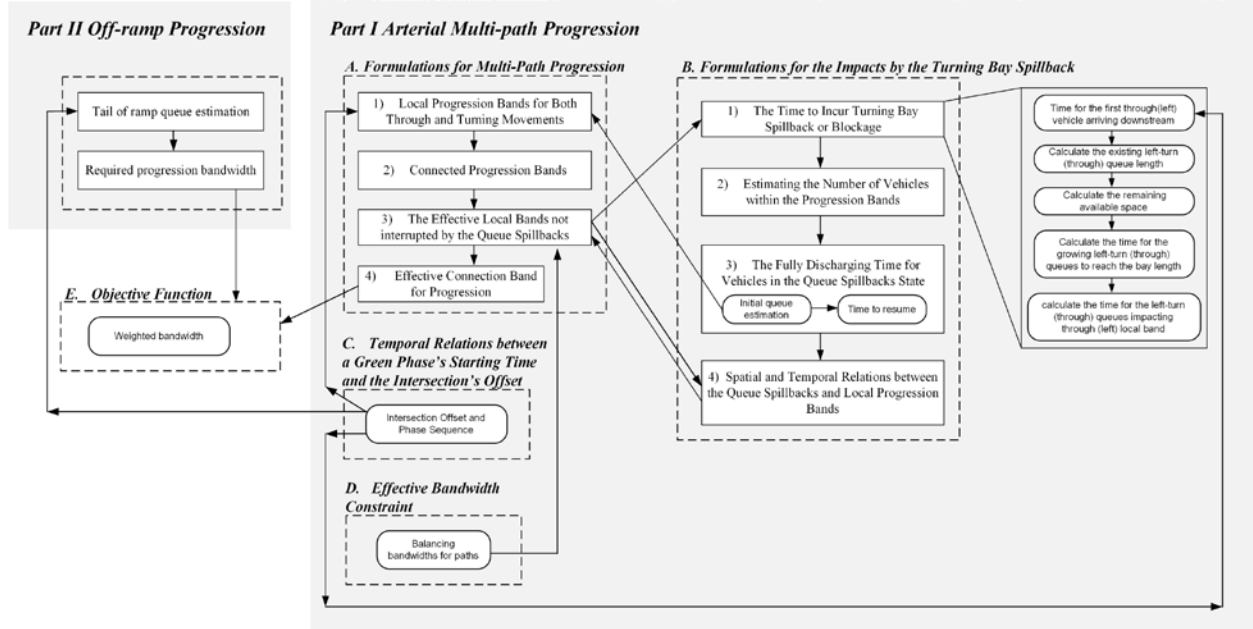 Part II Off-ramp Progression
Tail of ramp queue estimation
Required progression bandwidth
E. Objective Function
Weighted bandwidth
Part I Arterial Multi-path Progression
A. Formulations for Multi-Path Progression
1) Local Progression Bands for Both
Through and Turning Movements
2) Connected Progression Bands
3) The Effective Local Bands not
interrupted by the Queue Spillbacks
4) Effective Connection Band
for Progression
C. Temporal Relations between
a Green Phase's Starting Time
and the Intersection's Offset
Intersection Offset and
Phase Sequence
D. Effective Bandwidth
Constraint
Balancing
bandwidths for paths
B. Formulations for the Impacts by the Turning Bay Spillback
1) The Time to Incur Turning Bay
Spillback or Blockage
2) Estimating the Number of Vehicles
within the Progression Bands
3) The Fully Discharging Time for
Vehicles in the Queue Spillbacks State
Initial queue
estimation
Time to resume
4) Spatial and Temporal Relations between
the Queue Spillbacks and Local Progression
Bands
Time for the first through(left)
vehicle arriving downstream
Calculate the existing left-turn
(through) queue length
Calculate the remaining
available space
Calculate the time for the
growing left-turn (through)
queues to reach the bay length
calculate the time for the left-turn
(through) queues impacting
through (left) local band